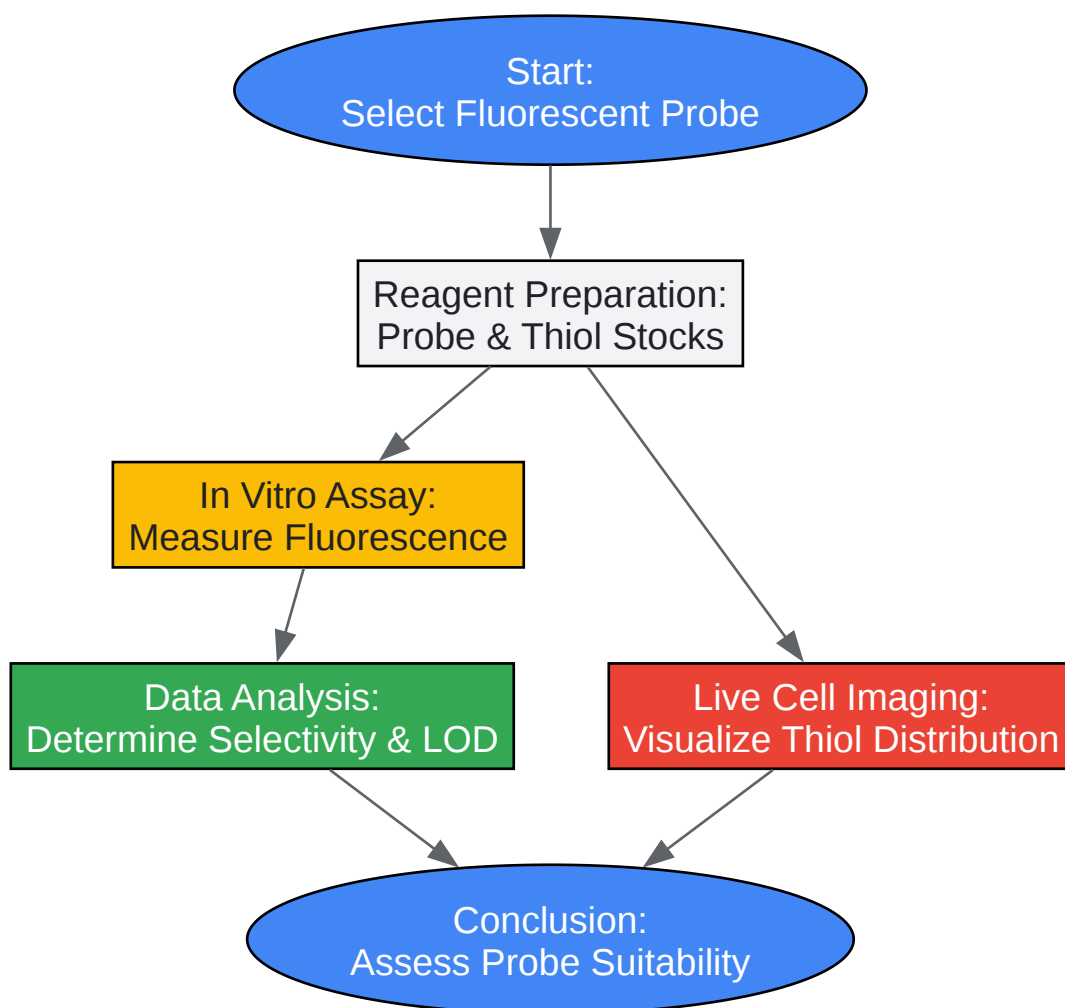 Start:
Select Fluorescent Probe
Reagent Preparation:
Probe & Thiol Stocks
In Vitro Assay:
Measure Fluorescence
Data Analysis:
Determine Selectivity & LOD
Live Cell Imaging:
Visualize Thiol Distribution
Conclusion:
Assess Probe Suitability